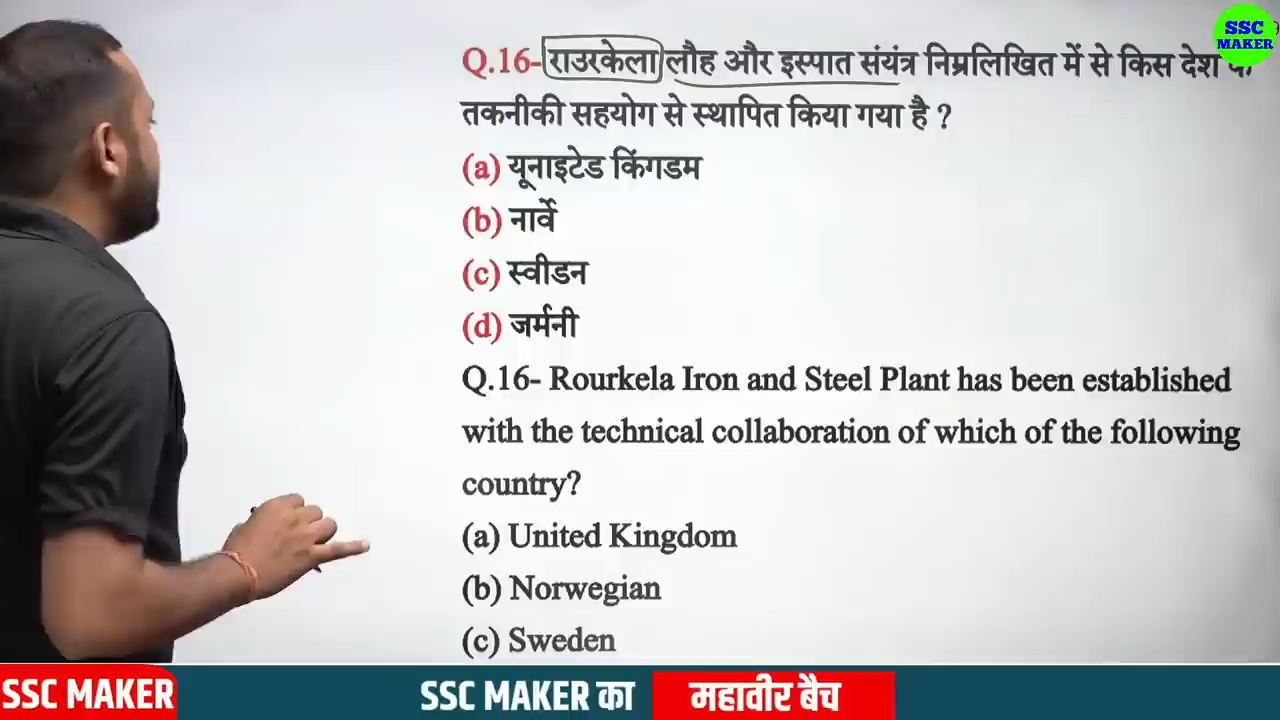 SSC
MAKER
Q.16- राउरकेला लौह और इस्पात संयंत्र निम्नलिखित में से किस देश
तकनीकी सहयोग से स्थापित किया गया है ?
(a) यूनाइटेड किंगडम
(b) नार्वे
(c) स्वीडन
(d) जर्मनी
Q.16- Rourkela Iron and Steel Plant has been established
with the technical collaboration of which of the following
country?
(a) United Kingdom
(b) Norwegian
(c) Sweden
SSC MAKER SSC MAKER का महावीर बैच